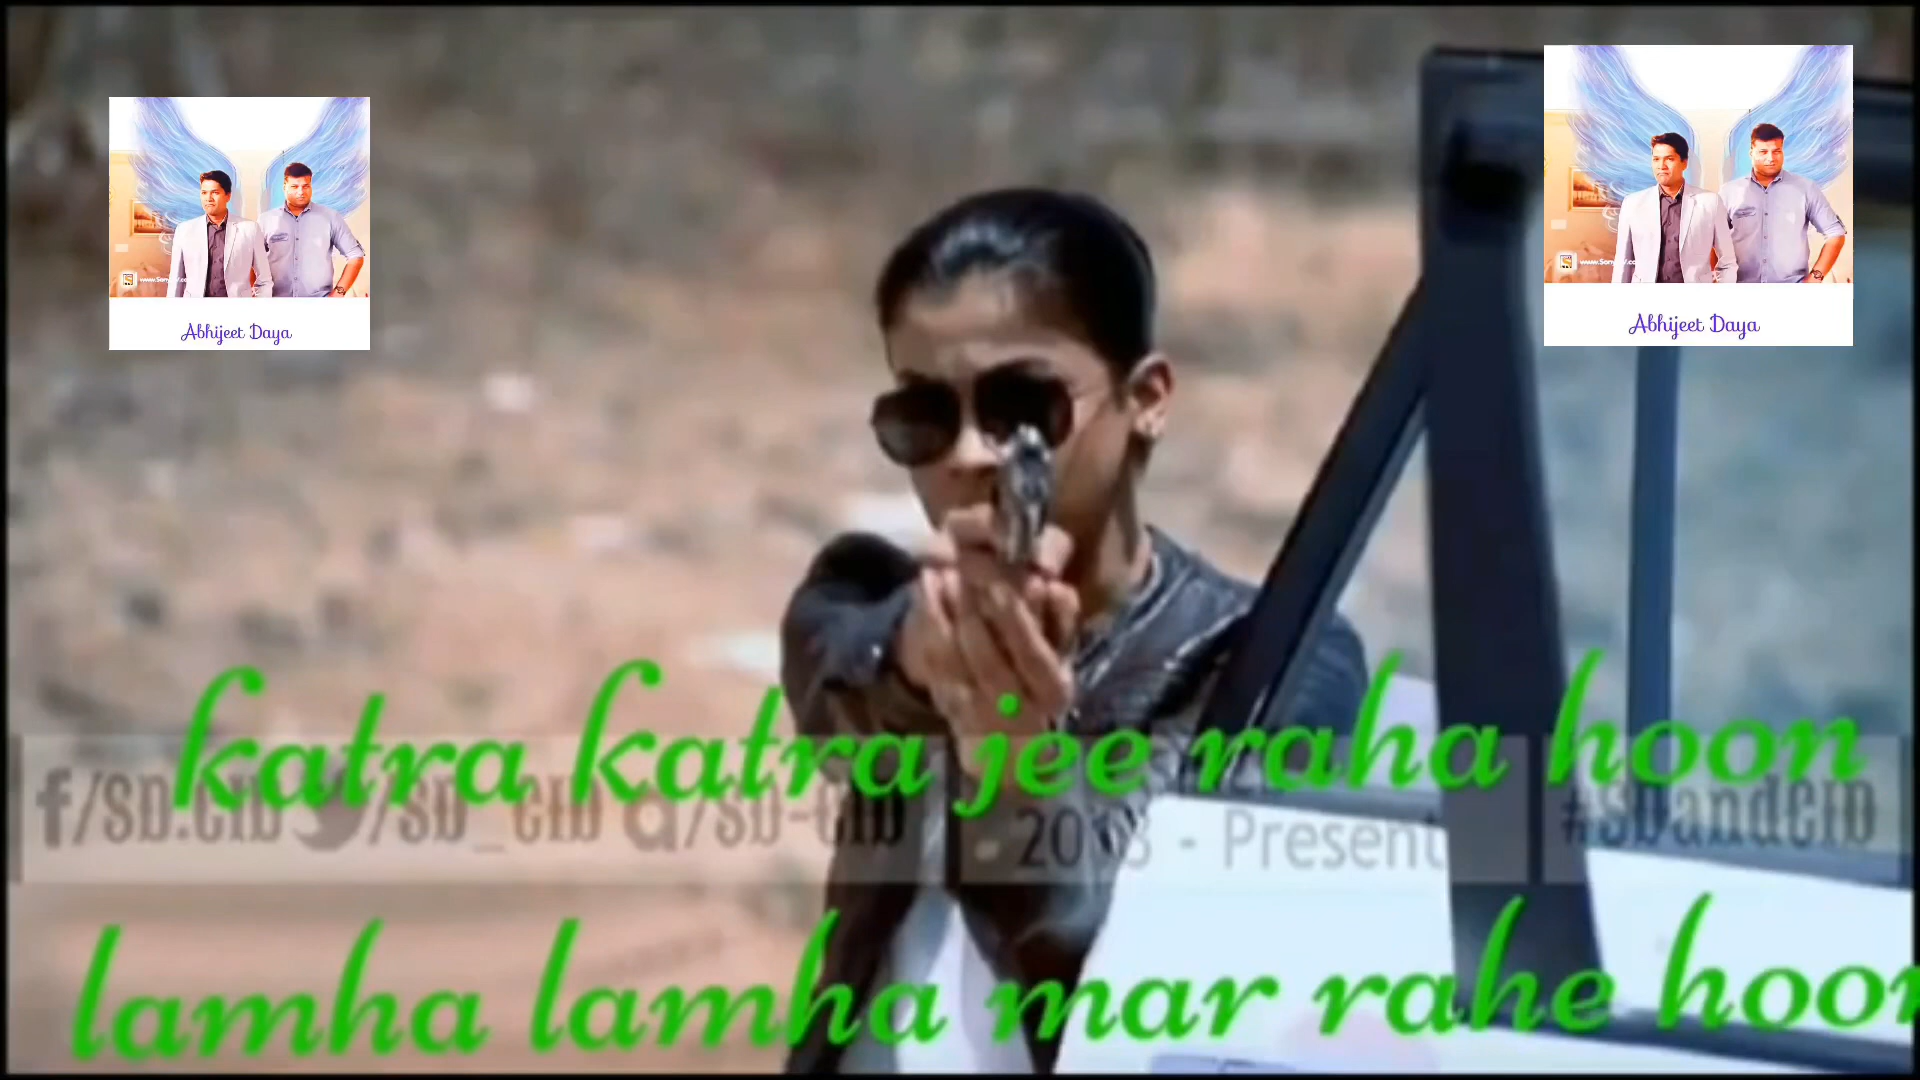 Abhijeet Daya
Abhijeet Daya
katra katra jee raha hoon
f/SD.CID /SD_CID /SD-CID
- 2013 - Present
#SDandCID
lamha lamha mar rahe hoon